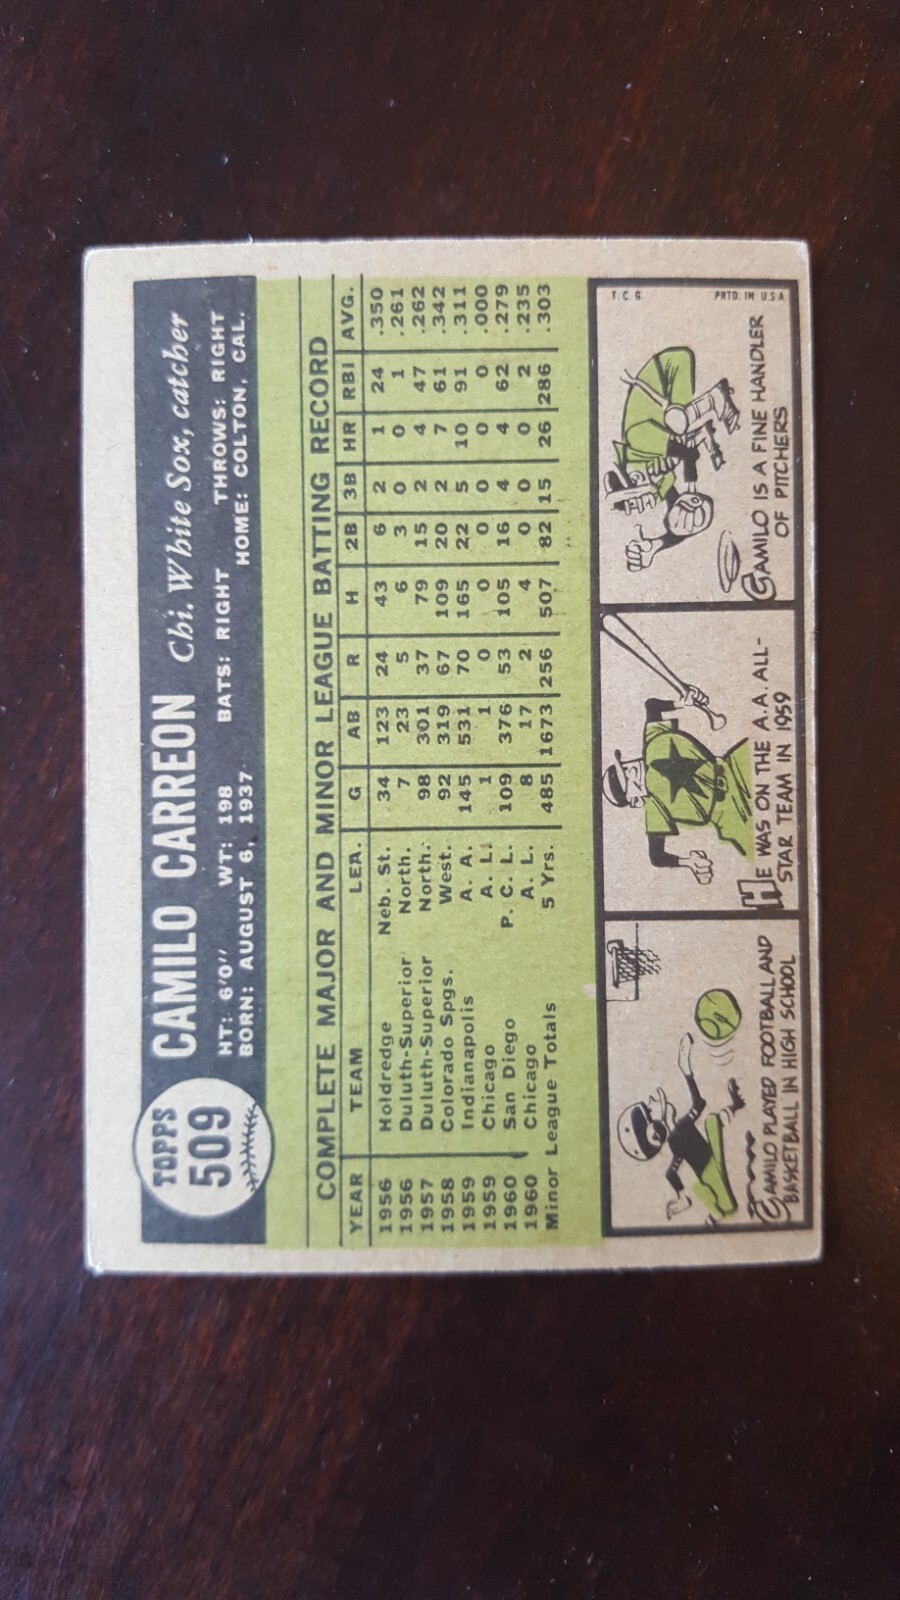 TOPPS
509
CAMILO CARREON Chi. White Sox, catcher
HT: 6'0" WT: 198 BATS: RIGHT THROWS: RIGHT
BORN: AUGUST 6, 1937 HOME: COLTON, CAL.
COMPLETE MAJOR AND MINOR LEAGUE BATTING RECORD
YEAR TEAM LEA. G AB R H 2B 3B HR RBI AVG.
1956 Holdredge Neb. St. 34 123 24 43 6 2 1 24 .350
1956 Duluth-Superior North. 7 23 5 6 3 0 0 1 .261
1957 Duluth-Superior North. 98 301 37 79 15 2 4 47 .262
1958 Colorado Spgs. West. 92 319 67 109 20 2 7 61 .342
1959 Indianapolis A. A. 145 531 70 165 22 5 10 91 .311
1959 Chicago A. L. 1 1 0 0 0 0 0 0 .000
1960 San Diego P. C. L. 109 376 53 105 16 4 4 62 .279
1960 Chicago A. L. 8 17 2 4 0 0 0 2 .235
Minor League Totals 5 Yrs. 485 1673 256 507 82 15 26 286 .303
CAMILO PLAYED FOOTBALL AND
BASKETBALL IN HIGH SCHOOL
HE WAS ON THE A.A. ALL-
STAR TEAM IN 1959
T.C.G. PRTD. IN U.S.A.
CAMILO IS A FINE HANDLER
OF PITCHERS